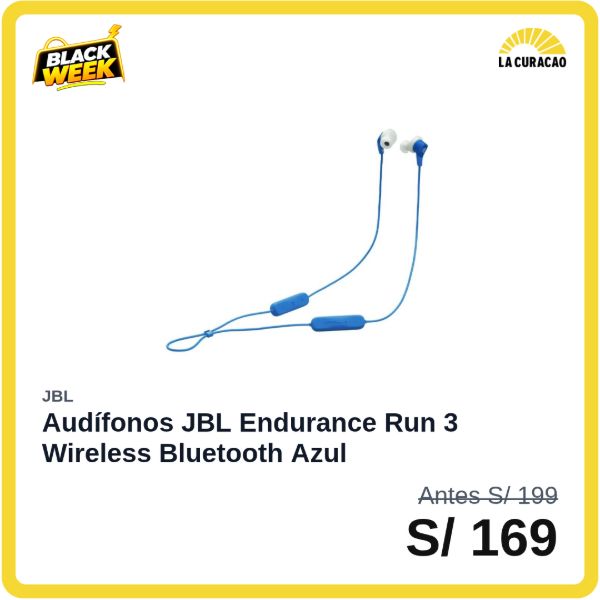 BLACK
WEEK
LA CURACAO
JBL
Audífonos JBL Endurance Run 3
Wireless Bluetooth Azul
Antes S/ 199
S/ 169